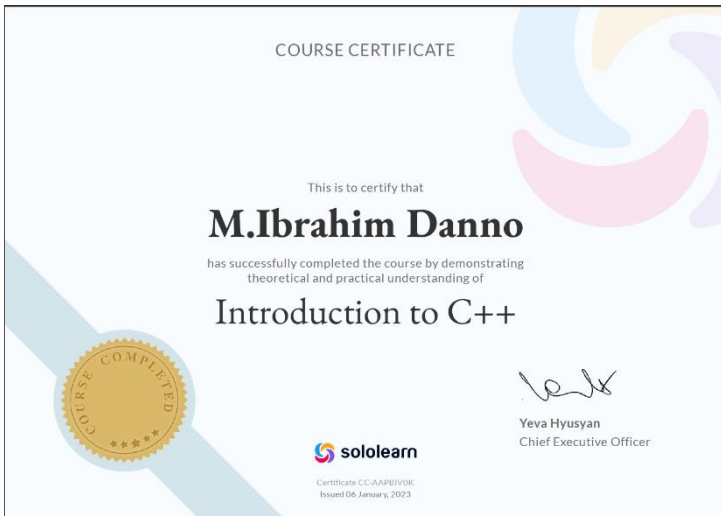 COURSE CERTIFICATE
This is to certify that
M.Ibrahim Danno
has successfully completed the course by demonstrating
theoretical and practical understanding of
Introduction to C++
COURSE COMPLETED
Yeva Hyusyan
Chief Executive Officer
sololearn
Certificate CC-AAPBIV0K
Issued 06 January, 2023